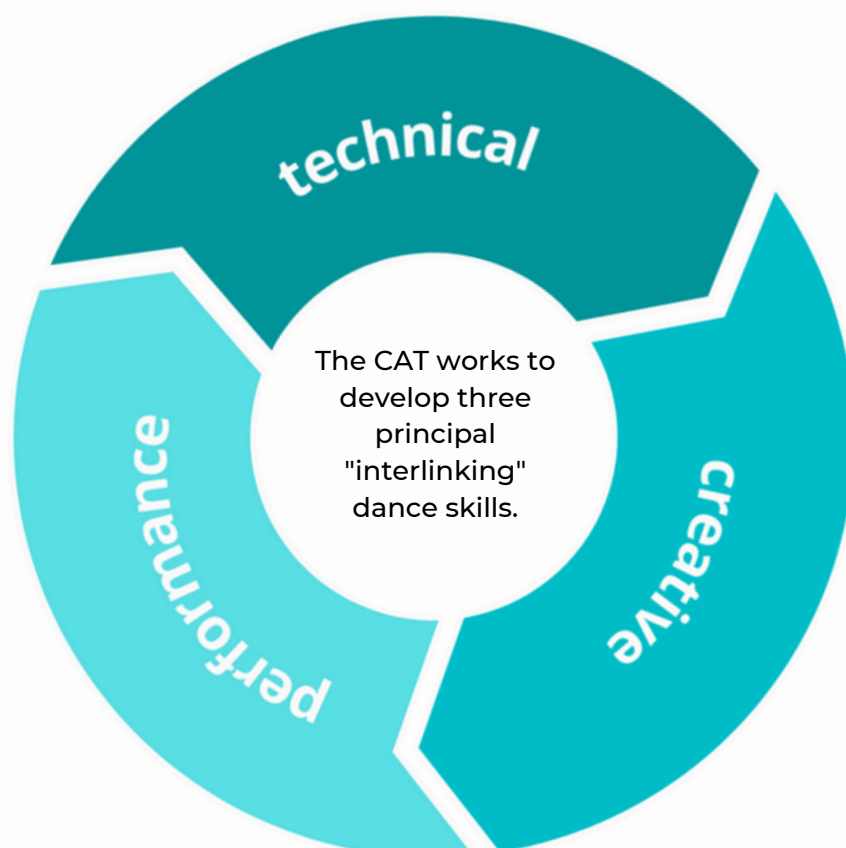 technical
The CAT works to
develop three
principal
"interlinking"
dance skills.
creative
performance